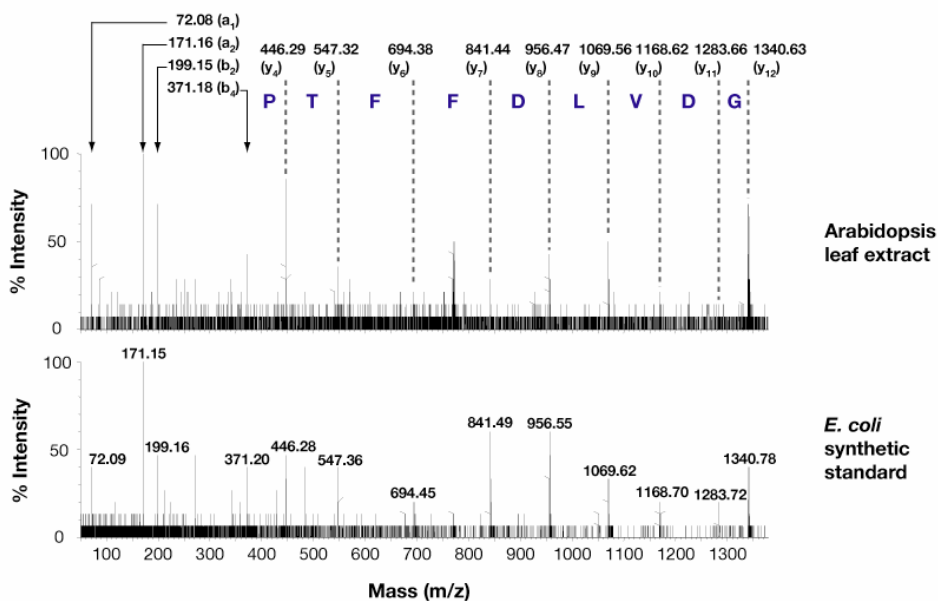 72.08 (a1)
171.16 (a2)
199.15 (b2)
371.18 (b4)
446.29 547.32 694.38 841.44 956.47 1069.56 1168.62 1283.66 1340.63
(y4) (y5) (y6) (y7) (y8) (y9) (y10) (y11) (y12)
P T F F D L V D G
100
50
0
% Intensity
Arabidopsis
leaf extract
171.15
100
50
0
% Intensity
72.09 199.16 371.20 446.28 547.36 694.45 841.49 956.55 1069.62 1168.70 1283.72 1340.78
E. coli
synthetic
standard
100 200 300 400 500 600 700 800 900 1000 1100 1200 1300
Mass (m/z)